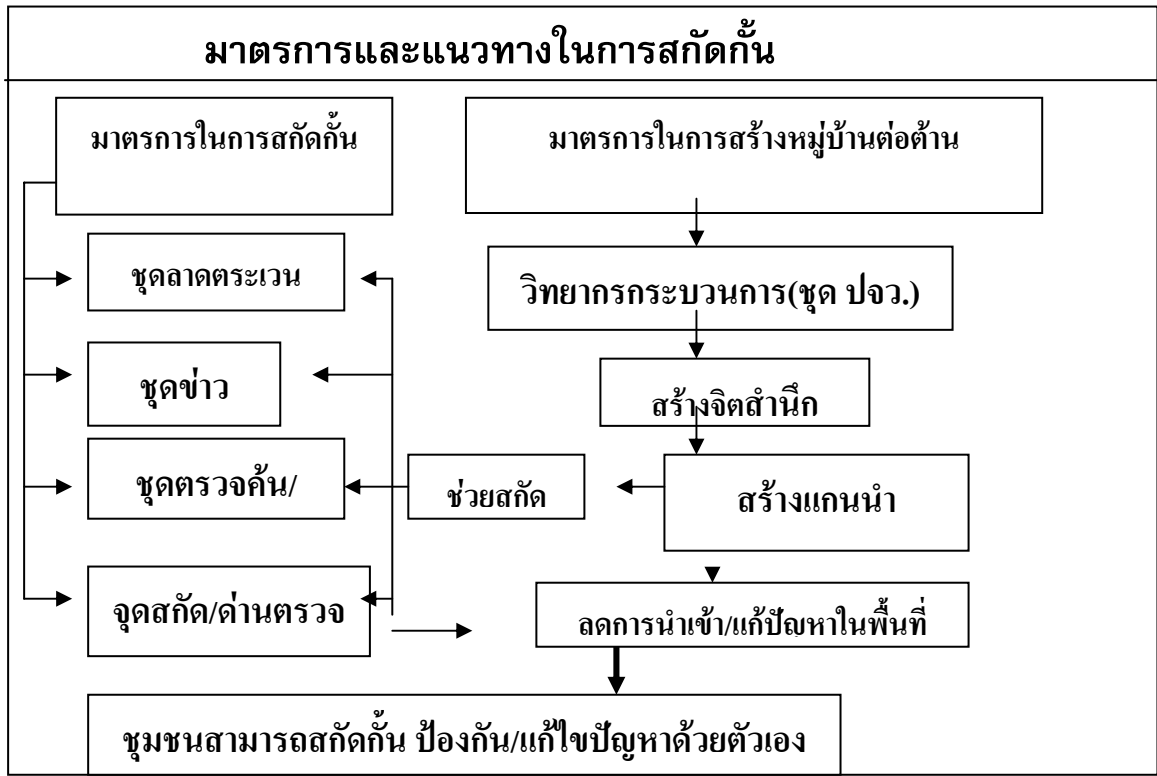 มาตรการและแนวทางในการสกัดกั้น
มาตรการในการสกัดกั้น
มาตรการในการสร้างหมู่บ้านต่อต้าน
ชุดลาดตระเวน
วิทยากรกระบวนการ(ชุด ปจว.)
ชุดข่าว
สร้างจิตสำนึก
ชุดตรวจค้น/
ช่วยสกัด
สร้างแกนนำ
จุดสกัด/ด่านตรวจ
ลดการนำเข้า/แก้ปัญหาในพื้นที่
ชุมชนสามารถสกัดกั้น ป้องกัน/แก้ไขปัญหาด้วยตัวเอง